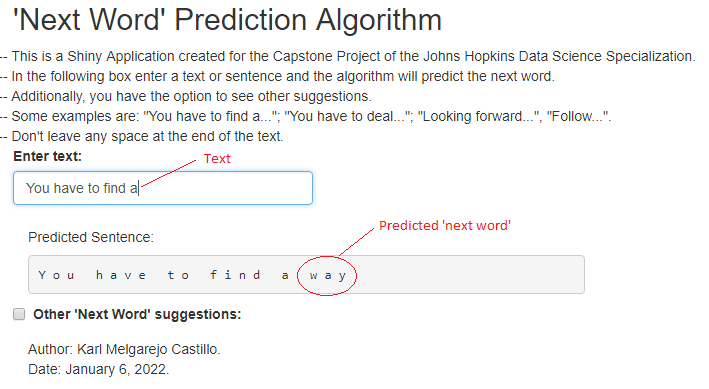 'Next Word' Prediction Algorithm
-- This is a Shiny Application created for the Capstone Project of the Johns Hopkins Data Science Specialization.
-- In the following box enter a text or sentence and the algorithm will predict the next word.
-- Additionally, you have the option to see other suggestions.
-- Some examples are: "You have to find a..."; "You have to deal..."; "Looking forward...", "Follow...".
-- Don't leave any space at the end of the text.
Enter text:
Text
You have to find a
Predicted 'next word'
Predicted Sentence:
You have to find a way
Other 'Next Word' suggestions:
Author: Karl Melgarejo Castillo.
Date: January 6, 2022.